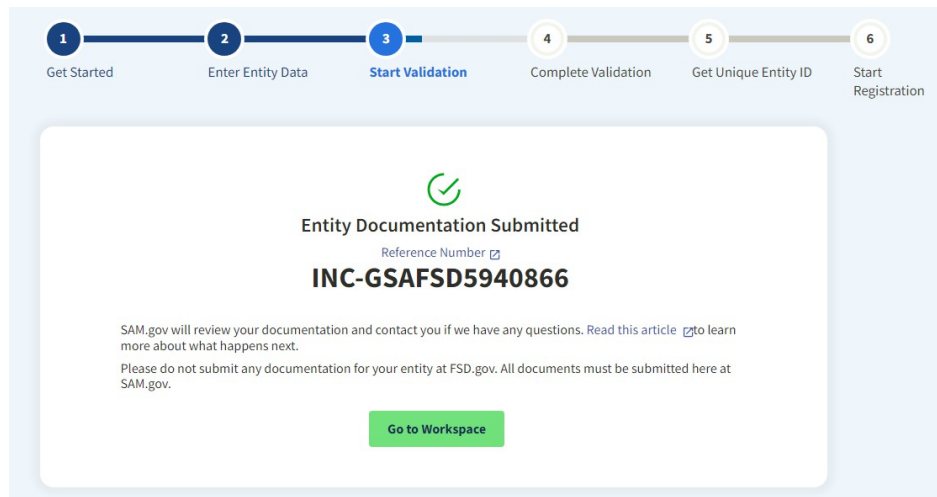 1 2 3 4 5 6
Get Started Enter Entity Data Start Validation Complete Validation Get Unique Entity ID Start
Registration
Entity Documentation Submitted
Reference Number
INC-GSAFSD5940866
SAM.gov will review your documentation and contact you if we have any questions. Read this article to learn
more about what happens next.
Please do not submit any documentation for your entity at FSD.gov. All documents must be submitted here at
SAM.gov.
Go to Workspace